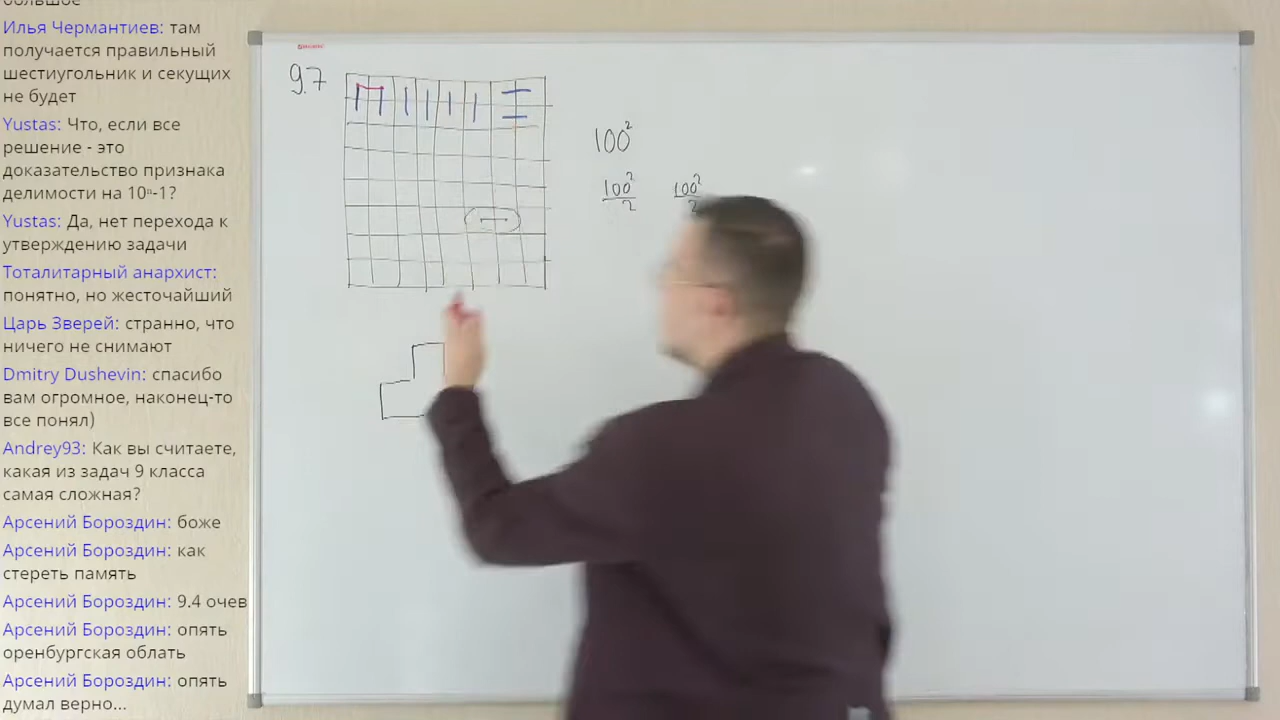 большое
Илья Чермантиев: там
получается правильный
шестиугольник и секущих
не будет
Yustas: Что, если все
решение - это
доказательство признака
делимости на 10ⁿ-1?
Yustas: Да, нет перехода к
утверждению задачи
Тоталитарный анархист:
понятно, но жесточайший
Царь Зверей: странно, что
ничего не снимают
Dmitry Dushevin: спасибо
вам огромное, наконец-то
все понял)
Andrey93: Как вы считаете,
какая из задач 9 класса
самая сложная?
Арсений Бороздин: боже
Арсений Бороздин: как
стереть память
Арсений Бороздин: 9.4 очев
Арсений Бороздин: опять
оренбургская облать
Арсений Бороздин: опять
думал верно...
9.7
100²
100²/2 100²/2